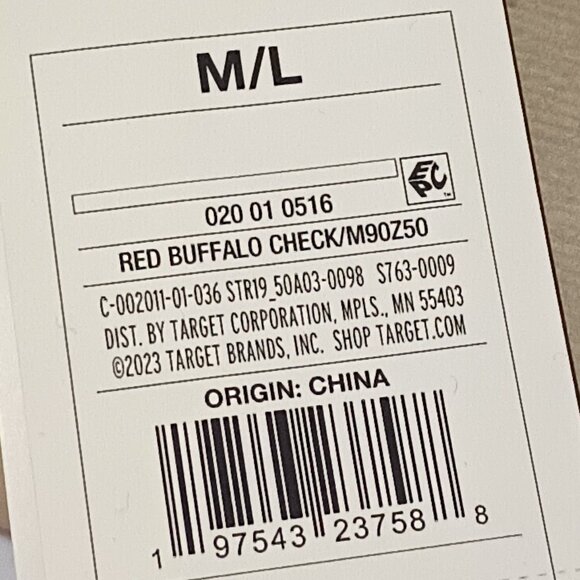 M/L
EPC™
020 01 0516
RED BUFFALO CHECK/M90Z50
C-002011-01-036 STR19_50A03-0098 S763-0009
DIST. BY TARGET CORPORATION, MPLS., MN 55403
©2023 TARGET BRANDS, INC. SHOP TARGET.COM
ORIGIN: CHINA
1 97543 23758 8